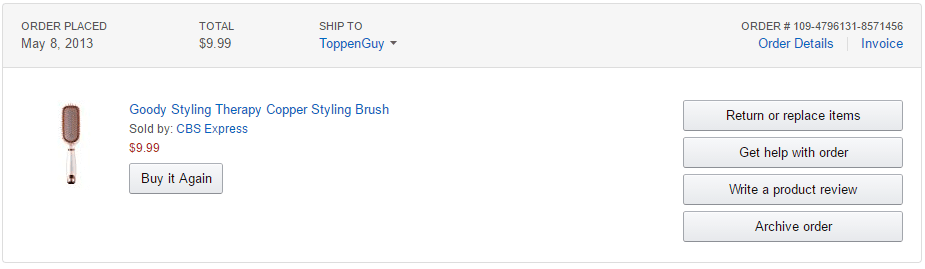 ORDER PLACED
May 8, 2013
TOTAL
$9.99
SHIP TO
ToppenGuy
ORDER # 109-4796131-8571456
Order Details
Invoice
Goody Styling Therapy Copper Styling Brush
Sold by: CBS Express
$9.99
Buy it Again
Return or replace items
Get help with order
Write a product review
Archive order